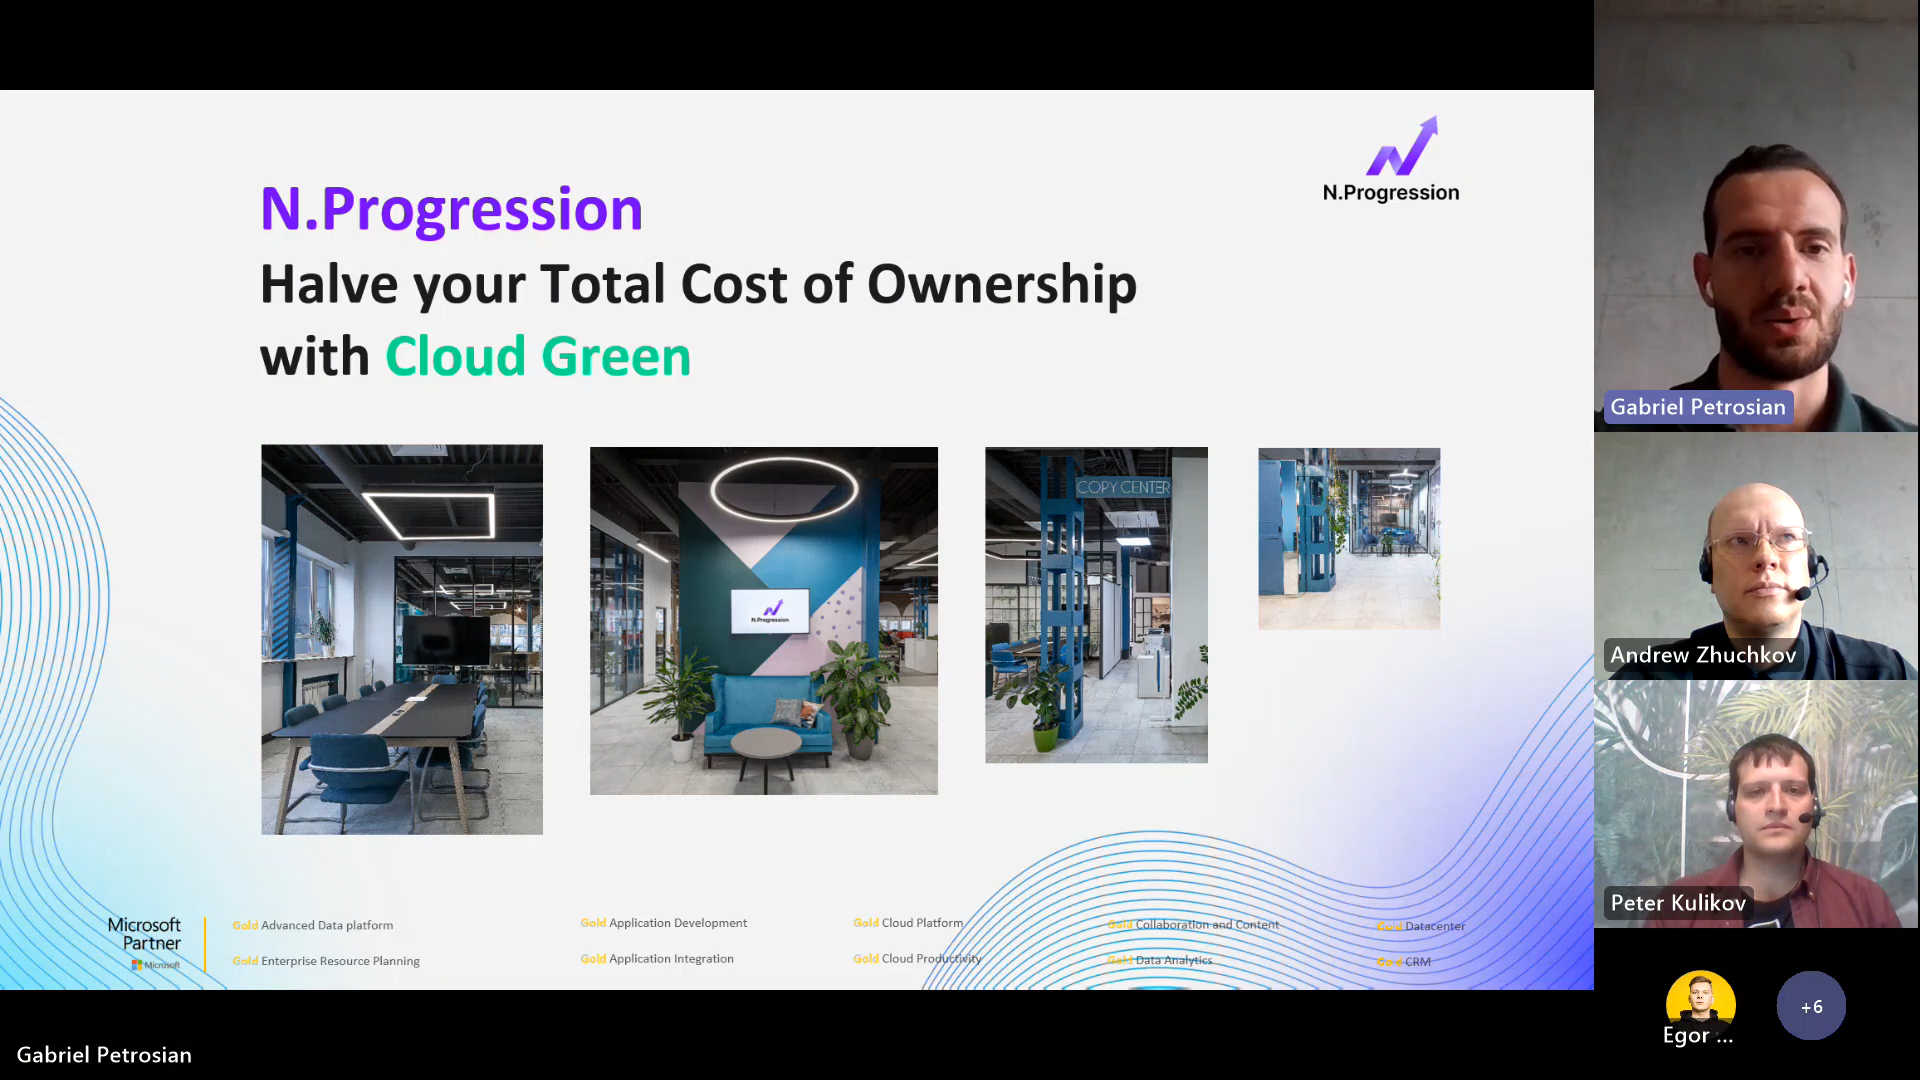 N.Progression
N.Progression
Halve your Total Cost of Ownership
with Cloud Green
COPY CENTER
N.Progression
Microsoft
Partner
Microsoft
Gold Advanced Data platform
Gold Enterprise Resource Planning
Gold Application Development
Gold Application Integration
Gold Cloud Platform
Gold Cloud Productivity
Gold Collaboration and Content
Gold Data Analytics
Gold Datacenter
Gold CRM
Gabriel Petrosian
Andrew Zhuchkov
Peter Kulikov
Egor ...
+6
Gabriel Petrosian